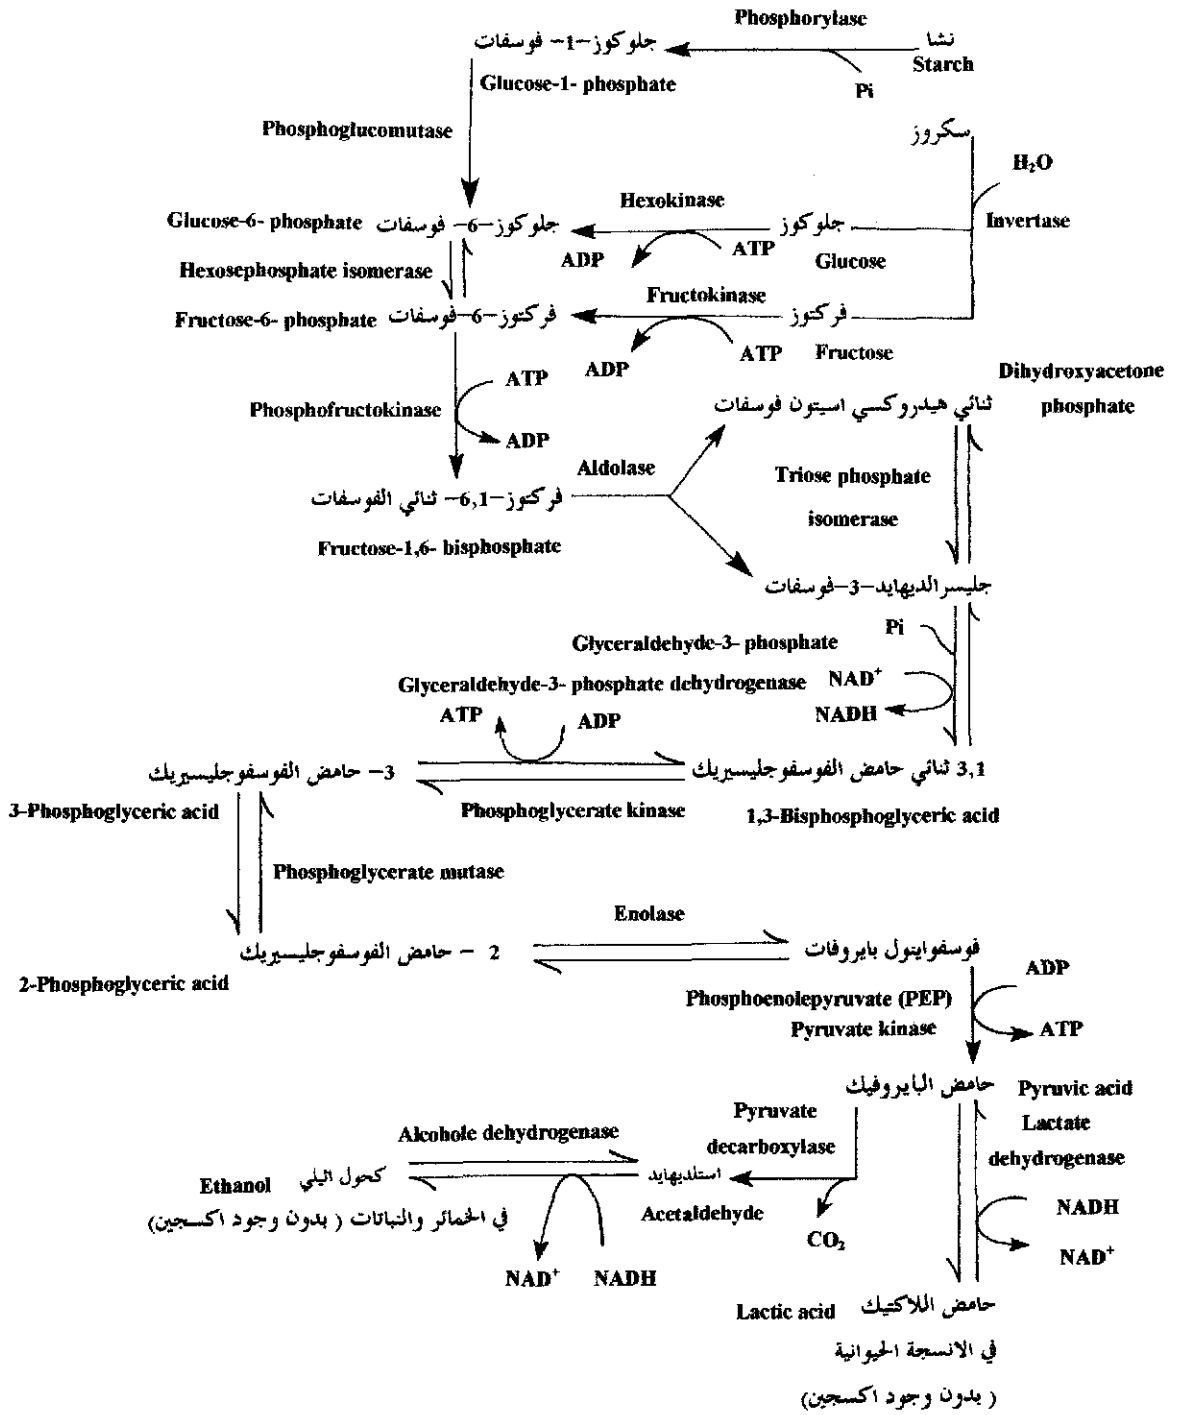 Phosphorylase
جلوكوز-1- فوسفات
نشا
Starch
Glucose-1- phosphate
Pi
Phosphoglucomutase
سكروز
H₂O
Hexokinase
Glucose-6- phosphate
جلوكوز-6- فوسفات
جلوكوز
Invertase
ADP
ATP
Glucose
Hexosephosphate isomerase
Fructokinase
Fructose-6- phosphate
فركتوز-6-فوسفات
فركتوز
ADP
ATP
Fructose
ATP
Phosphofructokinase
ADP
Dihydroxyacetone
phosphate
ثنائي هيدروكسي اسيتون فوسفات
Aldolase
Triose phosphate
isomerase
فركتوز-6,1- ثنائي الفوسفات
Fructose-1,6- bisphosphate
جليسرالديهايد-3-فوسفات
Pi
Glyceraldehyde-3- phosphate
Glyceraldehyde-3- phosphate dehydrogenase
NAD⁺
NADH
ATP
ADP
3- حامض الفوسفوجليسيريك
3,1 ثنائي حامض الفوسفوجليسيريك
3-Phosphoglyceric acid
Phosphoglycerate kinase
1,3-Bisphosphoglyceric acid
Phosphoglycerate mutase
Enolase
2 - حامض الفوسفوجليسيريك
فوسفواينول بايروفات
2-Phosphoglyceric acid
ADP
Phosphoenolepyruvate (PEP)
Pyruvate kinase
ATP
حامض البايروفيك
Pyruvic acid
Pyruvate
decarboxylase
Lactate
dehydrogenase
Alcohole dehydrogenase
Ethanol
كحول اثيلي
استلديهايد
Acetaldehyde
في الخمائر والنباتات ( بدون وجود اكسجين)
CO₂
NADH
NAD⁺
NAD⁺
NADH
Lactic acid
حامض اللاكتيك
في الانسجة الحيوانية
( بدون وجود اكسجين)